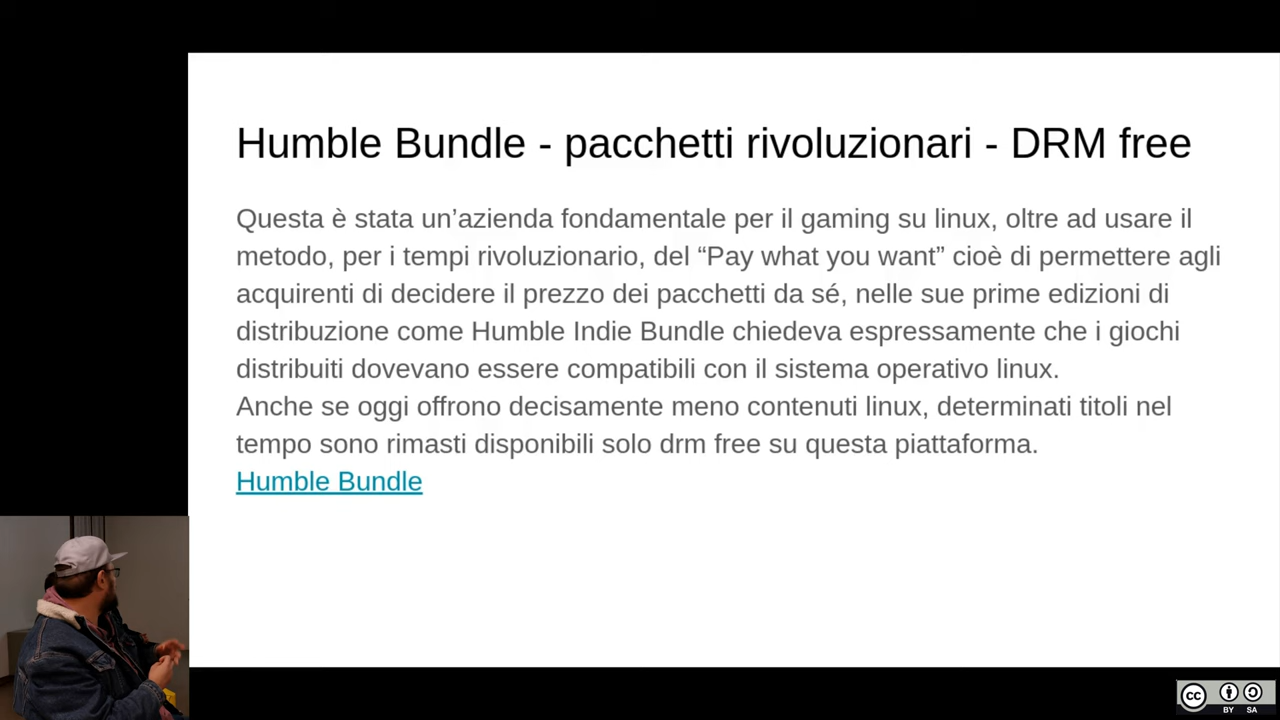 Humble Bundle - pacchetti rivoluzionari - DRM free
Questa è stata un’azienda fondamentale per il gaming su linux, oltre ad usare il
metodo, per i tempi rivoluzionario, del “Pay what you want” cioè di permettere agli
acquirenti di decidere il prezzo dei pacchetti da sé, nelle sue prime edizioni di
distribuzione come Humble Indie Bundle chiedeva espressamente che i giochi
distribuiti dovevano essere compatibili con il sistema operativo linux.
Anche se oggi offrono decisamente meno contenuti linux, determinati titoli nel
tempo sono rimasti disponibili solo drm free su questa piattaforma.
Humble Bundle
cc BY SA